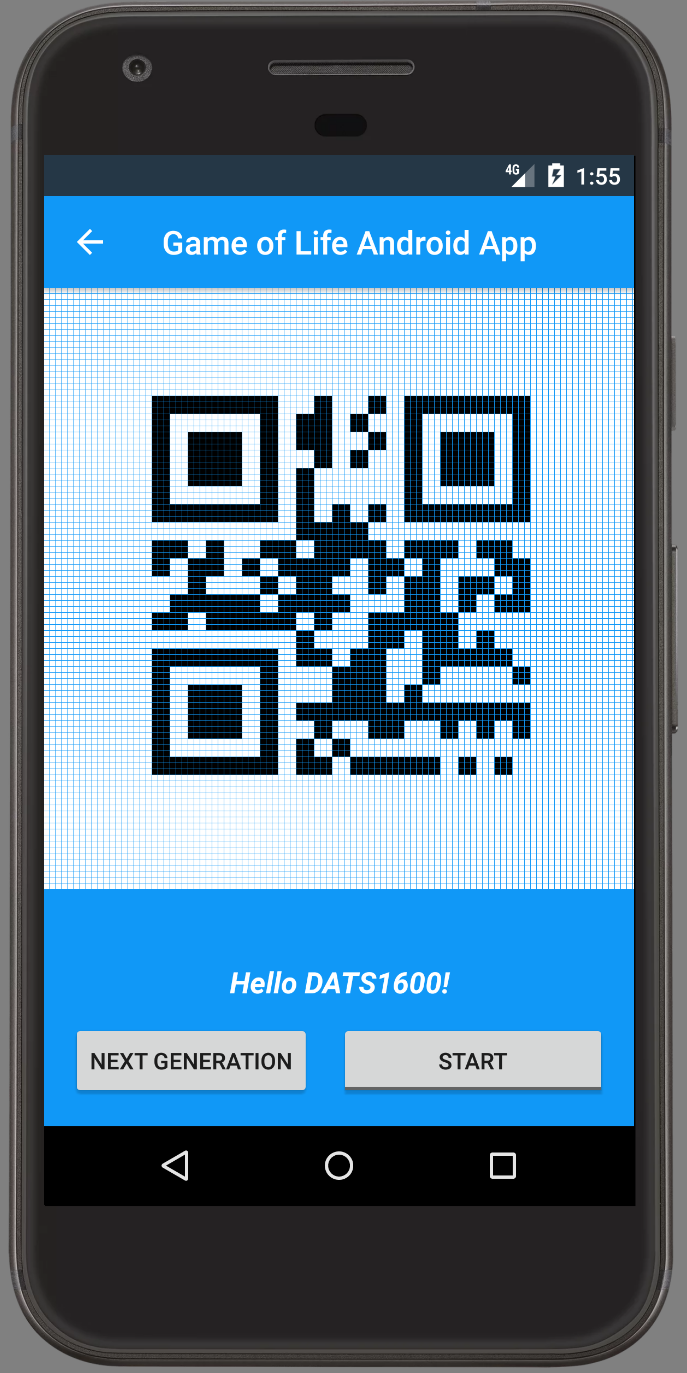 4G 1:55
Game of Life Android App
Hello DATS1600!
NEXT GENERATION START